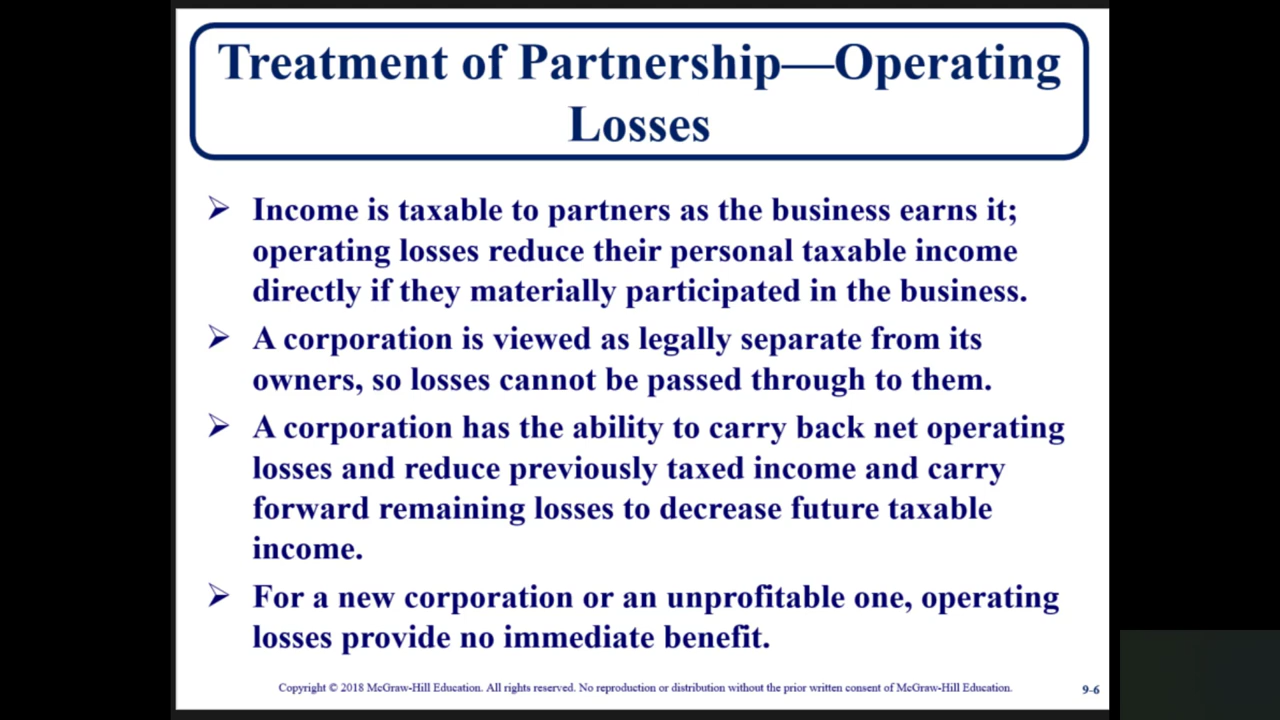 Treatment of Partnership—Operating
Losses
Income is taxable to partners as the business earns it;
operating losses reduce their personal taxable income
directly if they materially participated in the business.
A corporation is viewed as legally separate from its
owners, so losses cannot be passed through to them.
A corporation has the ability to carry back net operating
losses and reduce previously taxed income and carry
forward remaining losses to decrease future taxable
income.
For a new corporation or an unprofitable one, operating
losses provide no immediate benefit.
Copyright © 2018 McGraw-Hill Education. All rights reserved. No reproduction or distribution without the prior written consent of McGraw-Hill Education.
9-6